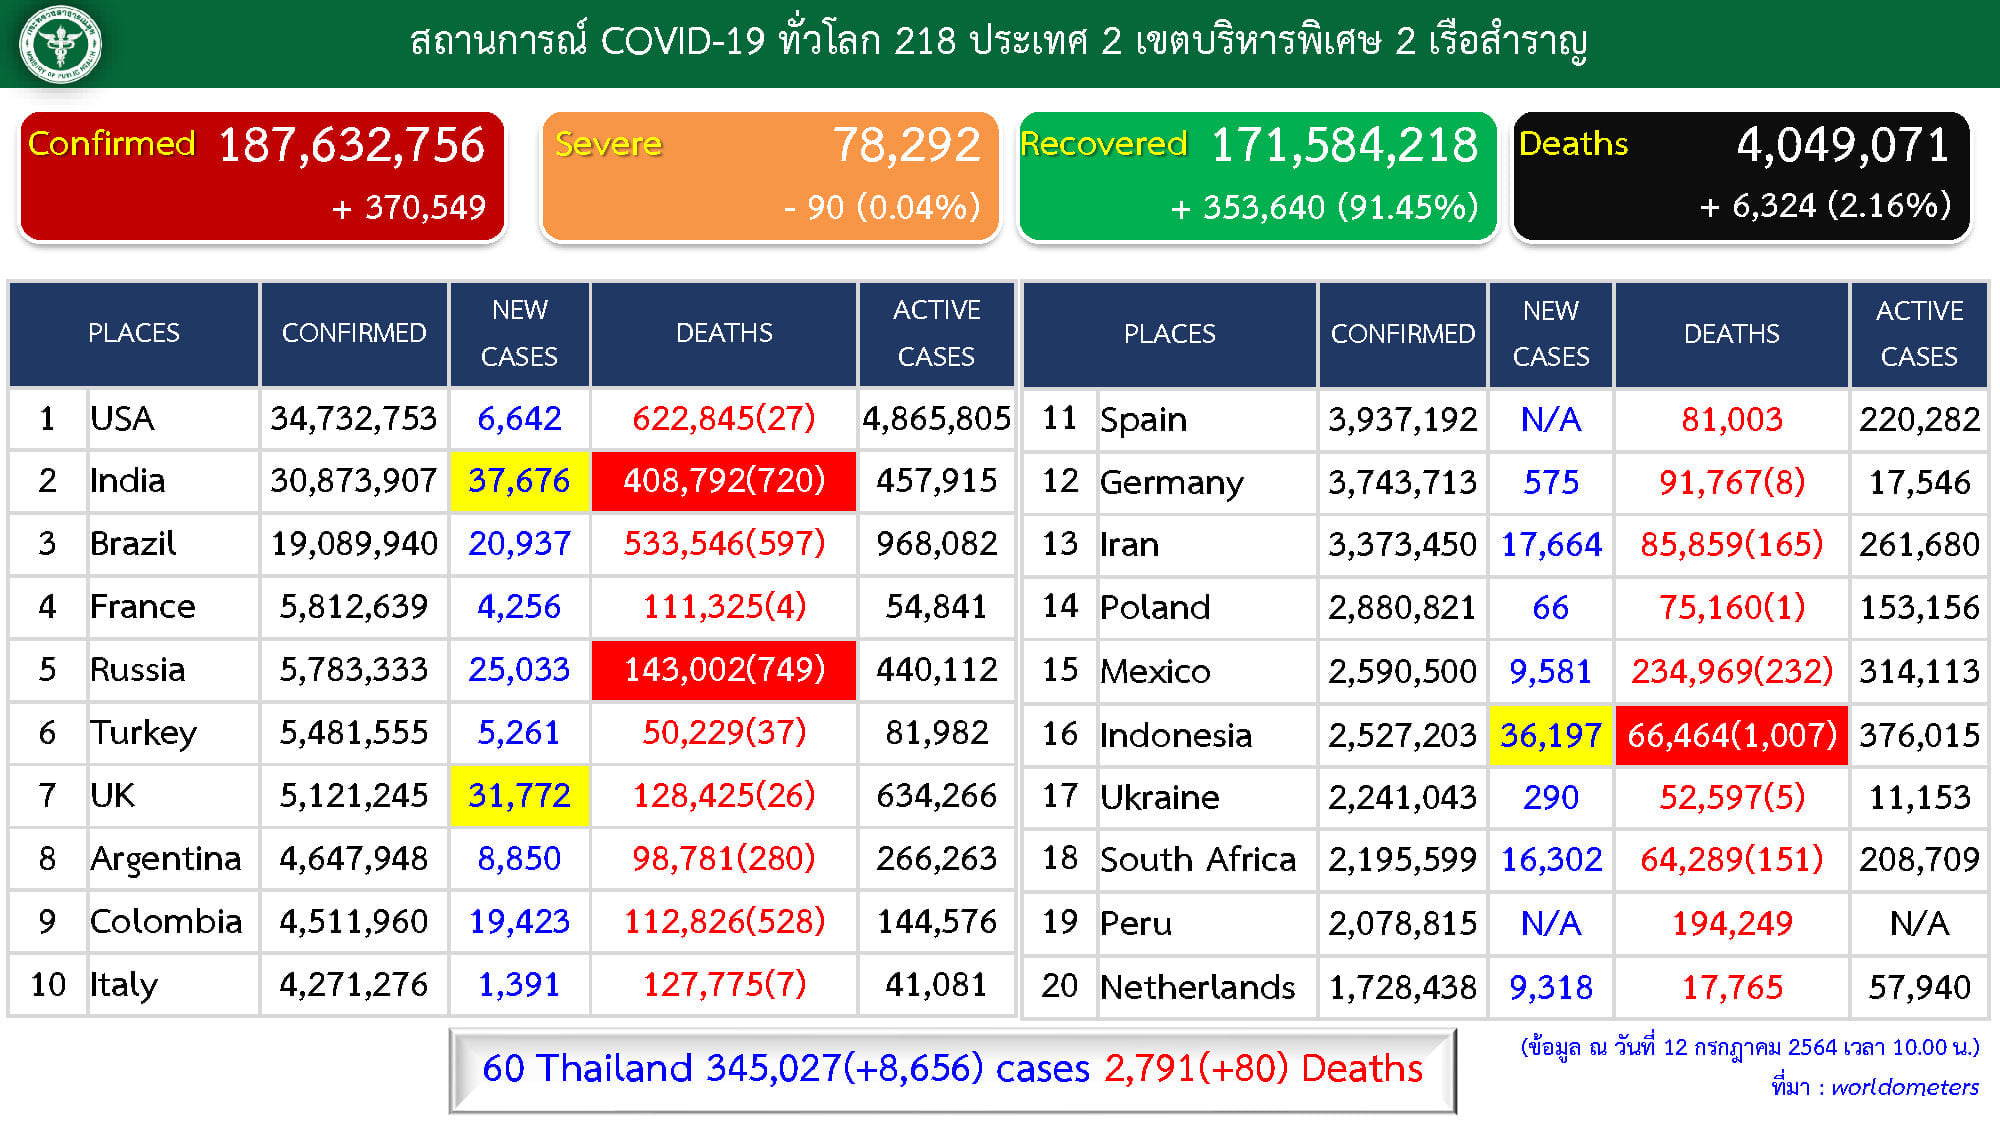 สถานการณ์ COVID-19 ทั่วโลก 218 ประเทศ 2 เขตบริหารพิเศษ 2 เรือสำราญ
Confirmed 187,632,756
+ 370,549
Severe 78,292
- 90 (0.04%)
Recovered 171,584,218
+ 353,640 (91.45%)
Deaths 4,049,071
+ 6,324 (2.16%)
PLACES CONFIRMED NEW CASES DEATHS ACTIVE CASES
1 USA 34,732,753 6,642 622,845(27) 4,865,805
2 India 30,873,907 37,676 408,792(720) 457,915
3 Brazil 19,089,940 20,937 533,546(597) 968,082
4 France 5,812,639 4,256 111,325(4) 54,841
5 Russia 5,783,333 25,033 143,002(749) 440,112
6 Turkey 5,481,555 5,261 50,229(37) 81,982
7 UK 5,121,245 31,772 128,425(26) 634,266
8 Argentina 4,647,948 8,850 98,781(280) 266,263
9 Colombia 4,511,960 19,423 112,826(528) 144,576
10 Italy 4,271,276 1,391 127,775(7) 41,081
PLACES CONFIRMED NEW CASES DEATHS ACTIVE CASES
11 Spain 3,937,192 N/A 81,003 220,282
12 Germany 3,743,713 575 91,767(8) 17,546
13 Iran 3,373,450 17,664 85,859(165) 261,680
14 Poland 2,880,821 66 75,160(1) 153,156
15 Mexico 2,590,500 9,581 234,969(232) 314,113
16 Indonesia 2,527,203 36,197 66,464(1,007) 376,015
17 Ukraine 2,241,043 290 52,597(5) 11,153
18 South Africa 2,195,599 16,302 64,289(151) 208,709
19 Peru 2,078,815 N/A 194,249 N/A
20 Netherlands 1,728,438 9,318 17,765 57,940
60 Thailand 345,027(+8,656) cases 2,791(+80) Deaths
(ข้อมูล ณ วันที่ 12 กรกฎาคม 2564 เวลา 10.00 น.)
ที่มา : worldometers